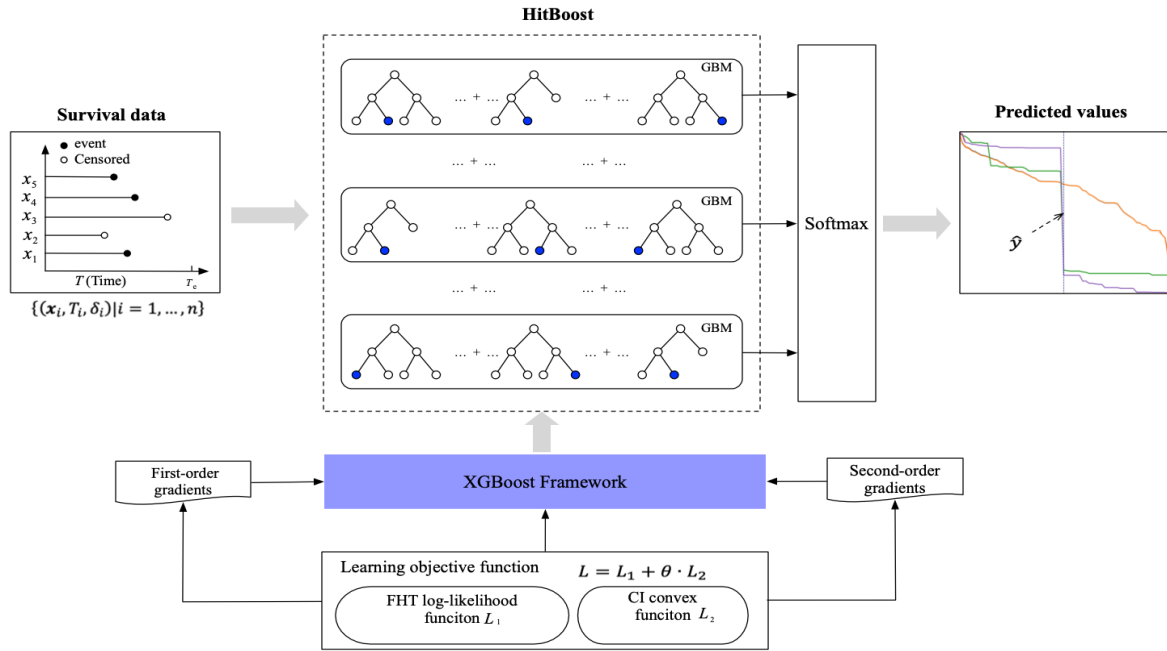 HitBoost
Survival data
event
Censored
x₅
x₄
x₃
x₂
x₁
T (Time)
Tₑ
{(𝒙ᵢ, Tᵢ, δᵢ)|i = 1, … , n}
GBM
... + ...
... + ...
... + ...
... + ...
GBM
... + ...
... + ...
... + ...
... + ...
GBM
... + ...
... + ...
Softmax
Predicted values
ŷ
First-order
gradients
XGBoost Framework
Second-order
gradients
Learning objective function L = L₁ + θ · L₂
FHT log-likelihood
funciton L₁
CI convex
funciton L₂